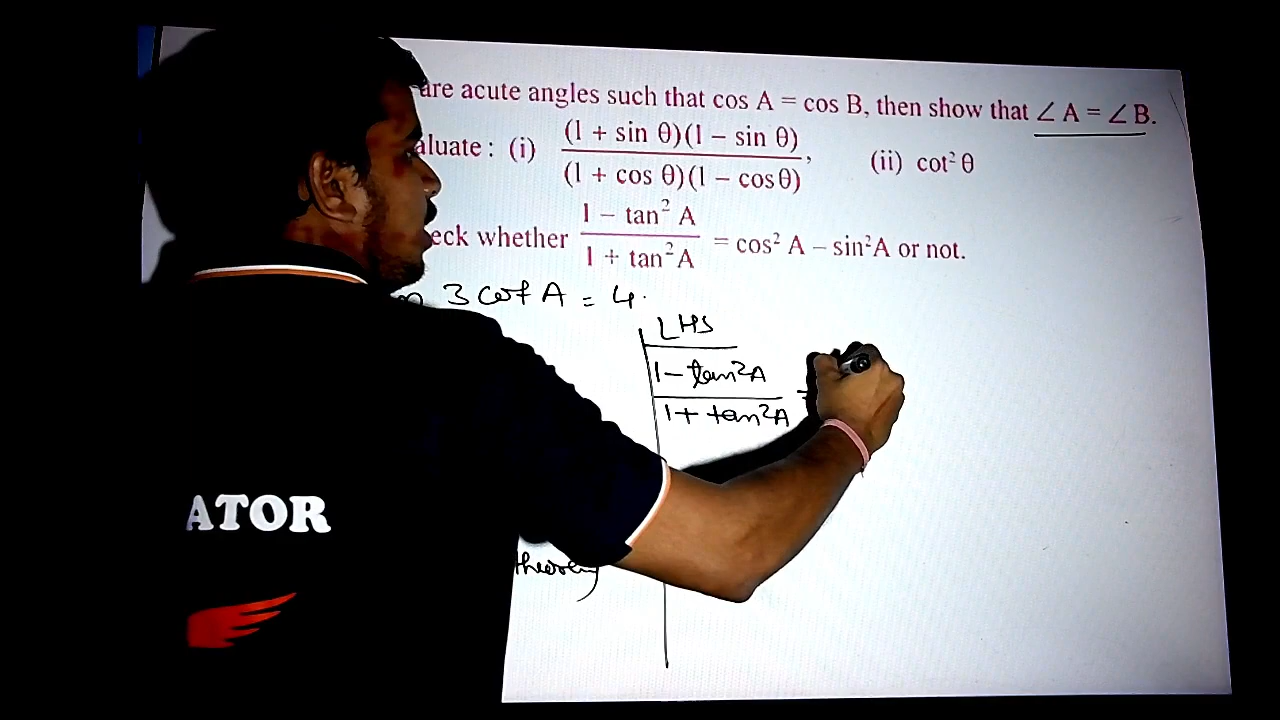 are acute angles such that cos A = cos B, then show that ∠ A = ∠ B.
aluate : (i) (1 + sin θ)(1 – sin θ) / (1 + cos θ)(1 – cos θ), (ii) cot² θ
eck whether 1 – tan² A / 1 + tan² A = cos² A – sin² A or not.
3 cot A = 4.
LHS
1 – tan²A / 1 + tan²A =
theorem
ATOR